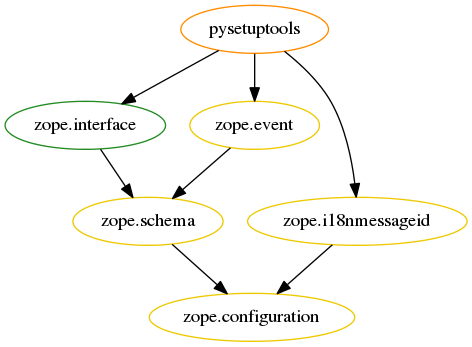 pysetuptools
zope.interface
zope.event
zope.schema
zope.i18nmessageid
zope.configuration